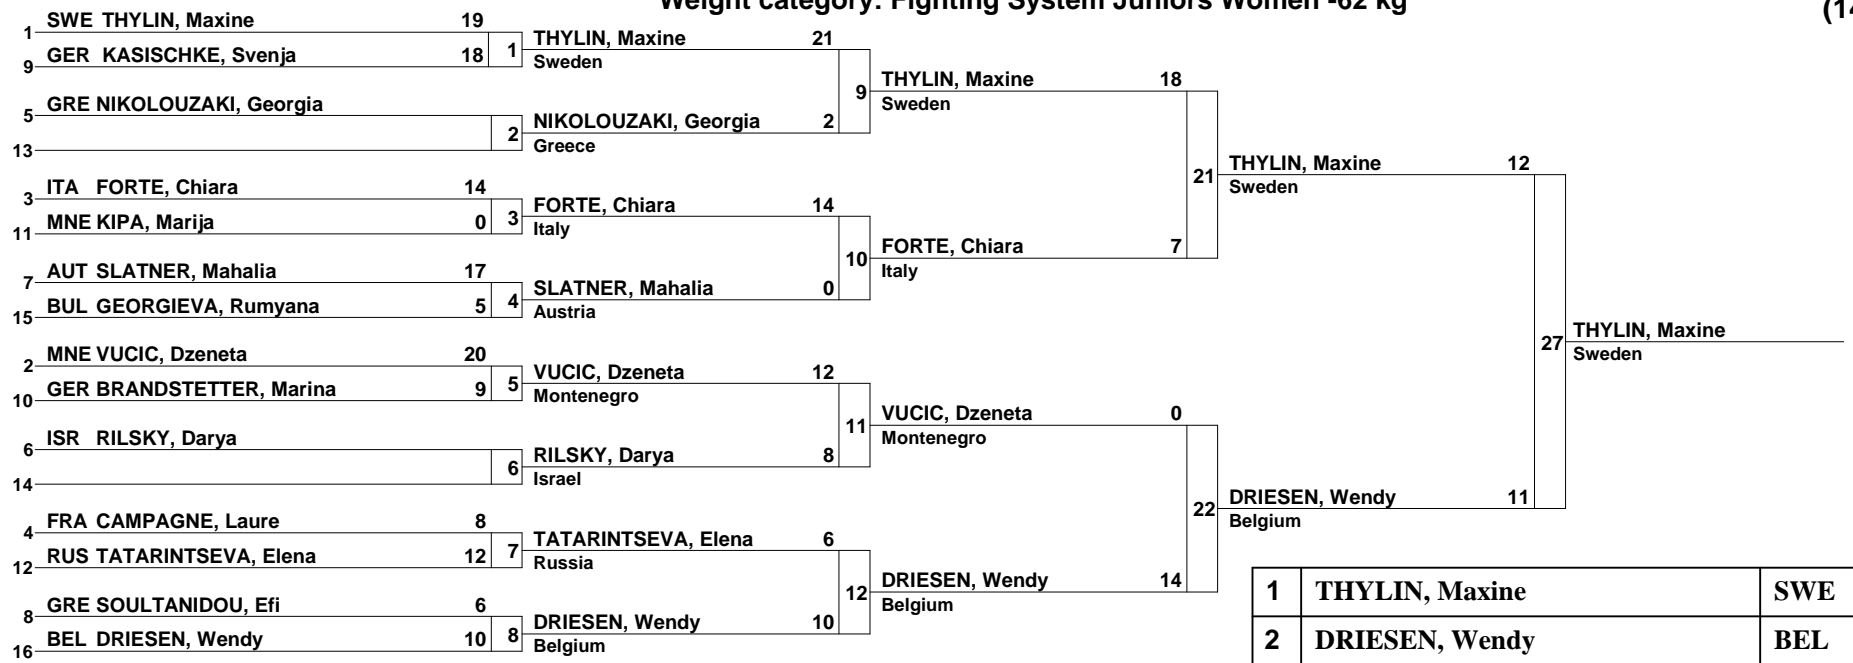 Weight category: Fighting System Juniors Women -62 kg
(14
1 SWE THYLIN, Maxine 19
9 GER KASISCHKE, Svenja 18
1
5 GRE NIKOLOUZAKI, Georgia
13
2
3 ITA FORTE, Chiara 14
11 MNE KIPA, Marija 0
3
7 AUT SLATNER, Mahalia 17
15 BUL GEORGIEVA, Rumyana 5
4
2 MNE VUCIC, Dzeneta 20
10 GER BRANDSTETTER, Marina 9
5
6 ISR RILSKY, Darya
14
6
4 FRA CAMPAGNE, Laure 8
12 RUS TATARINTSEVA, Elena 12
7
8 GRE SOULTANIDOU, Efi 6
16 BEL DRIESEN, Wendy 10
8
THYLIN, Maxine 21
Sweden
NIKOLOUZAKI, Georgia 2
Greece
9
FORTE, Chiara 14
Italy
SLATNER, Mahalia 0
Austria
10
VUCIC, Dzeneta 12
Montenegro
RILSKY, Darya 8
Israel
11
TATARINTSEVA, Elena 6
Russia
DRIESEN, Wendy 10
Belgium
12
THYLIN, Maxine 18
Sweden
FORTE, Chiara 7
Italy
21
VUCIC, Dzeneta 0
Montenegro
DRIESEN, Wendy 14
Belgium
22
THYLIN, Maxine 12
Sweden
DRIESEN, Wendy 11
Belgium
27
THYLIN, Maxine
Sweden
1 THYLIN, Maxine SWE
2 DRIESEN, Wendy BEL